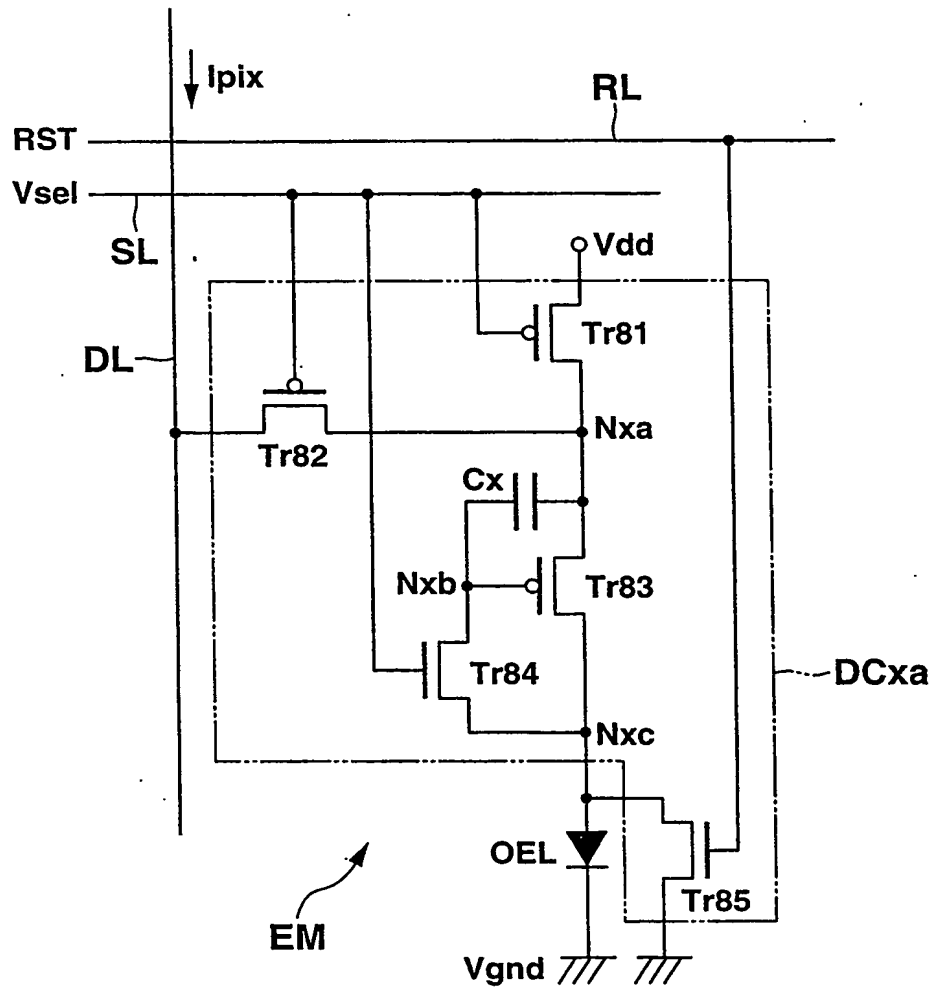 Ipix
RL
RST
Vsel
SL
Vdd
Tr81
DL
Nxa
Tr82
Cx
Nxb
Tr83
Tr84
DCxa
Nxc
OEL
Tr85
EM
Vgnd